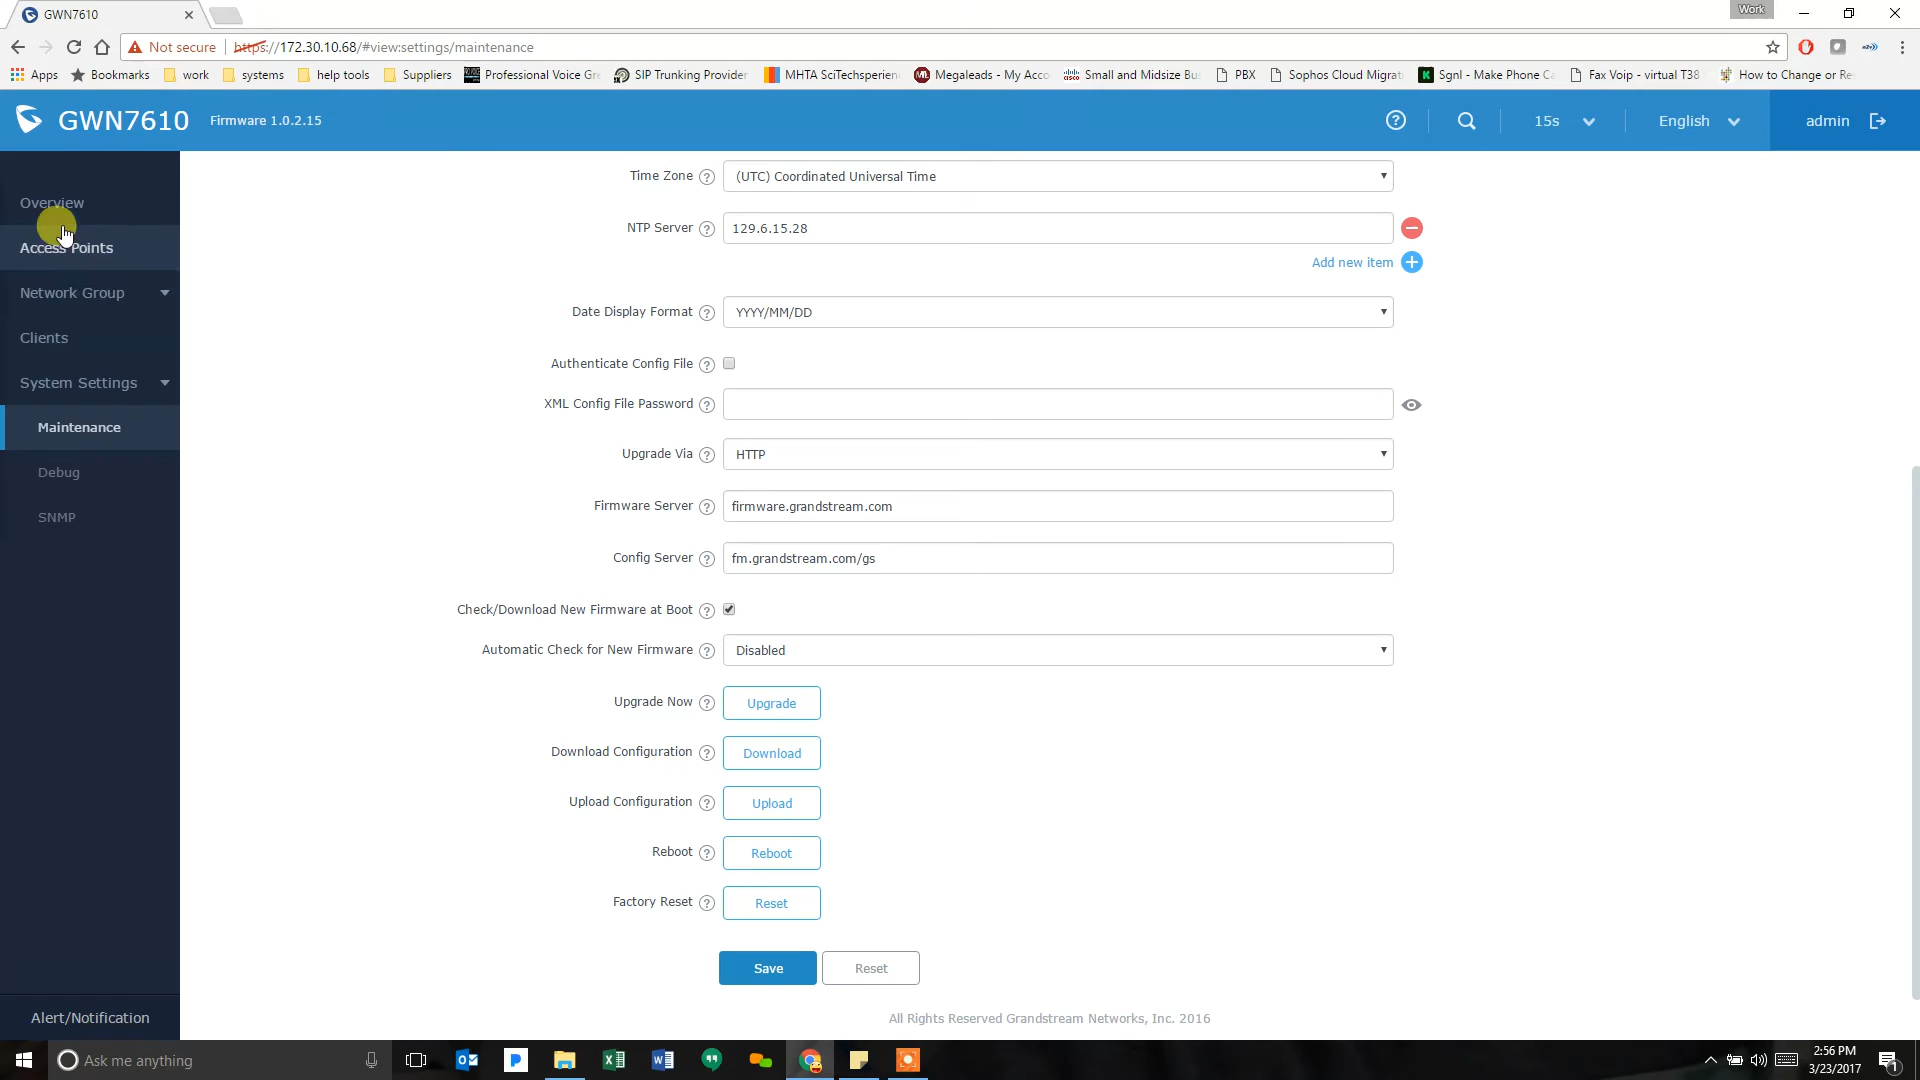 GWN7610
Work
Not secure
https://172.30.10.68/#view:settings/maintenance
Apps
Bookmarks
work
systems
help tools
Suppliers
Professional Voice Gr
SIP Trunking Provider
MHTA SciTechsperien
Megaleads - My Acco
Small and Midsize Bu
PBX
Sophos Cloud Migrat
Sgnl - Make Phone Ca
Fax Voip - virtual T38
How to Change or Re
GWN7610
Firmware 1.0.2.15
15s
English
admin
Overview
Access Points
Network Group
Clients
System Settings
Maintenance
Debug
SNMP
Alert/Notification
Time Zone ? (UTC) Coordinated Universal Time
NTP Server ? 129.6.15.28
Add new item
Date Display Format ? YYYY/MM/DD
Authenticate Config File ?
XML Config File Password ?
Upgrade Via ? HTTP
Firmware Server ? firmware.grandstream.com
Config Server ? fm.grandstream.com/gs
Check/Download New Firmware at Boot ?
Automatic Check for New Firmware ? Disabled
Upgrade Now ? Upgrade
Download Configuration ? Download
Upload Configuration ? Upload
Reboot ? Reboot
Factory Reset ? Reset
Save Reset
All Rights Reserved Grandstream Networks, Inc. 2016
Ask me anything
2:56 PM
3/23/2017